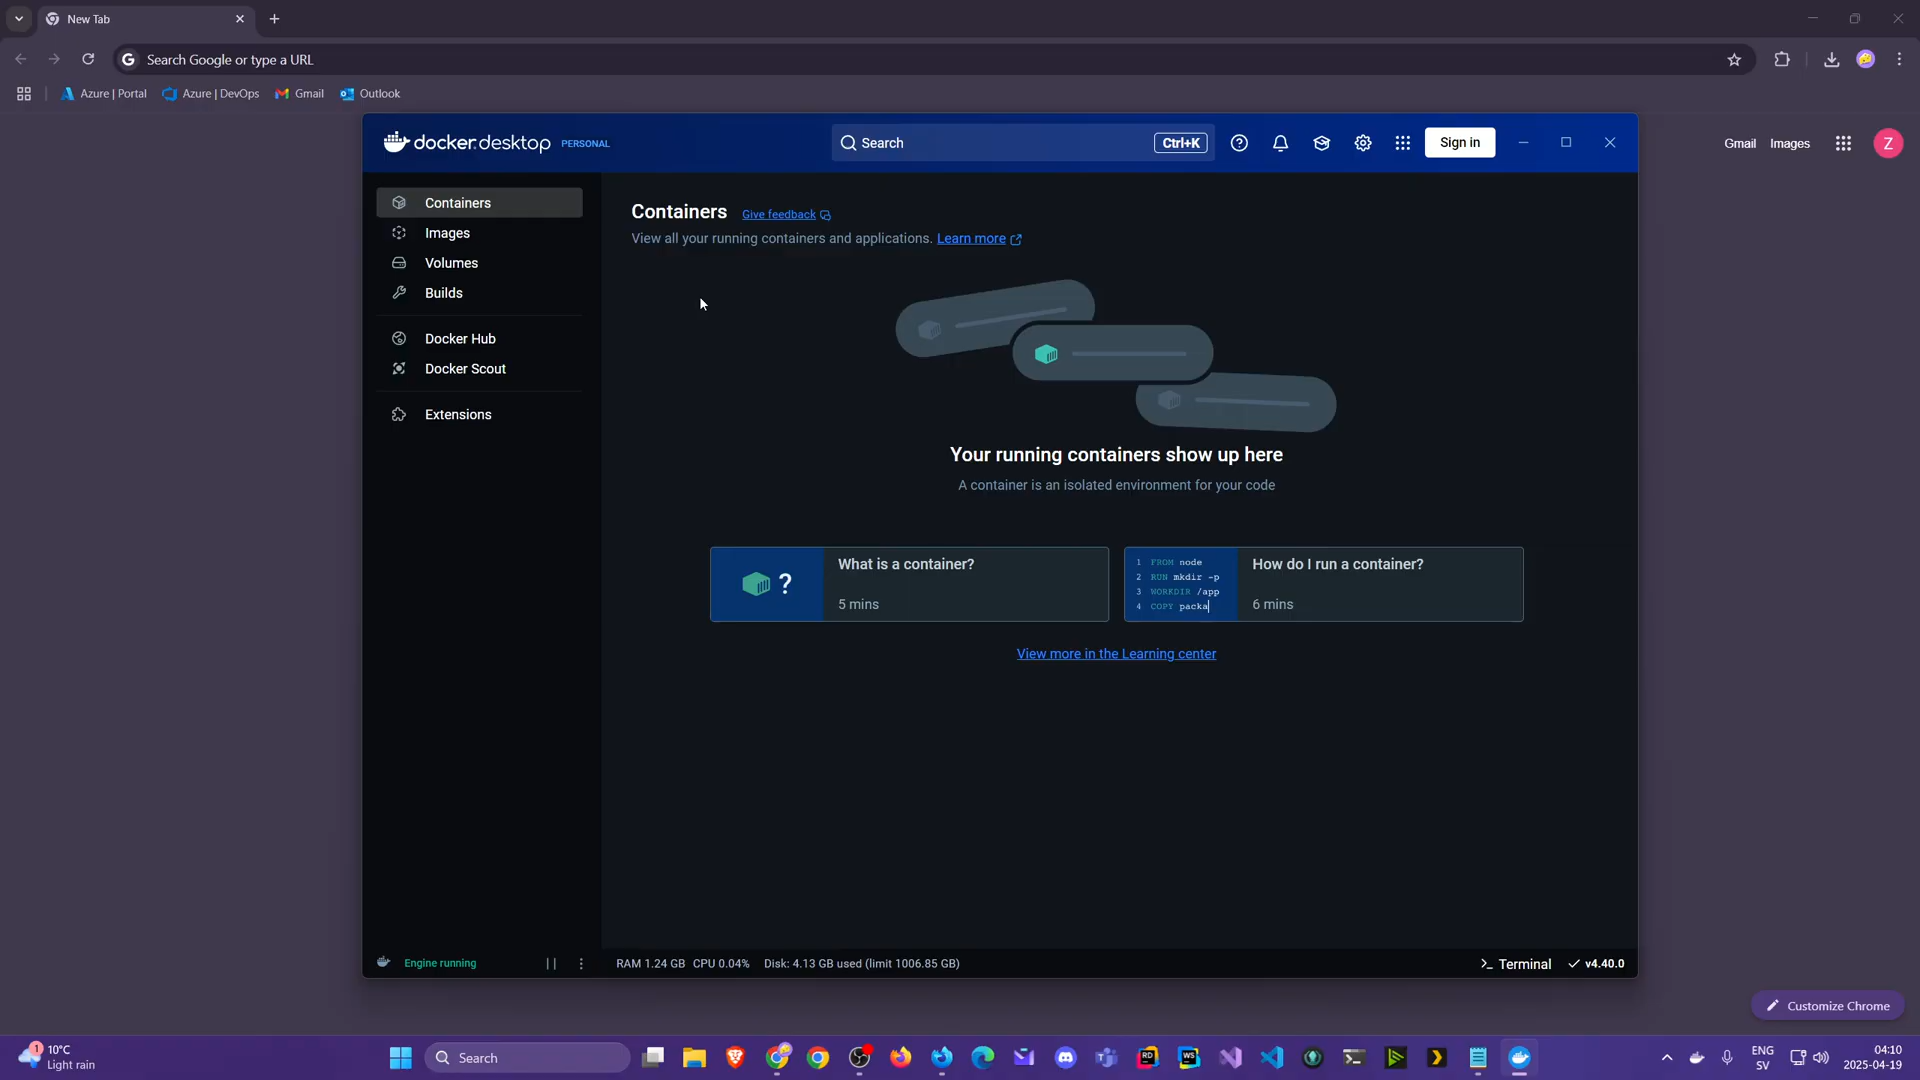 New Tab
Search Google or type a URL
Azure | Portal
Azure | DevOps
Gmail
Outlook
docker.desktop PERSONAL
Search
Ctrl+K
Sign in
Gmail
Images
Z
Containers
Images
Volumes
Builds
Docker Hub
Docker Scout
Extensions
Containers Give feedback
View all your running containers and applications. Learn more
Your running containers show up here
A container is an isolated environment for your code
?
What is a container?
5 mins
1 FROM node
2 RUN mkdir -p
3 WORKDIR /app
4 COPY packa
How do I run a container?
6 mins
View more in the Learning center
Engine running
RAM 1.24 GB CPU 0.04% Disk: 4.13 GB used (limit 1006.85 GB)
Terminal
v4.40.0
Customize Chrome
1
10°C
Light rain
Search
RD
WS
ENG
SV
04:10
2025-04-19